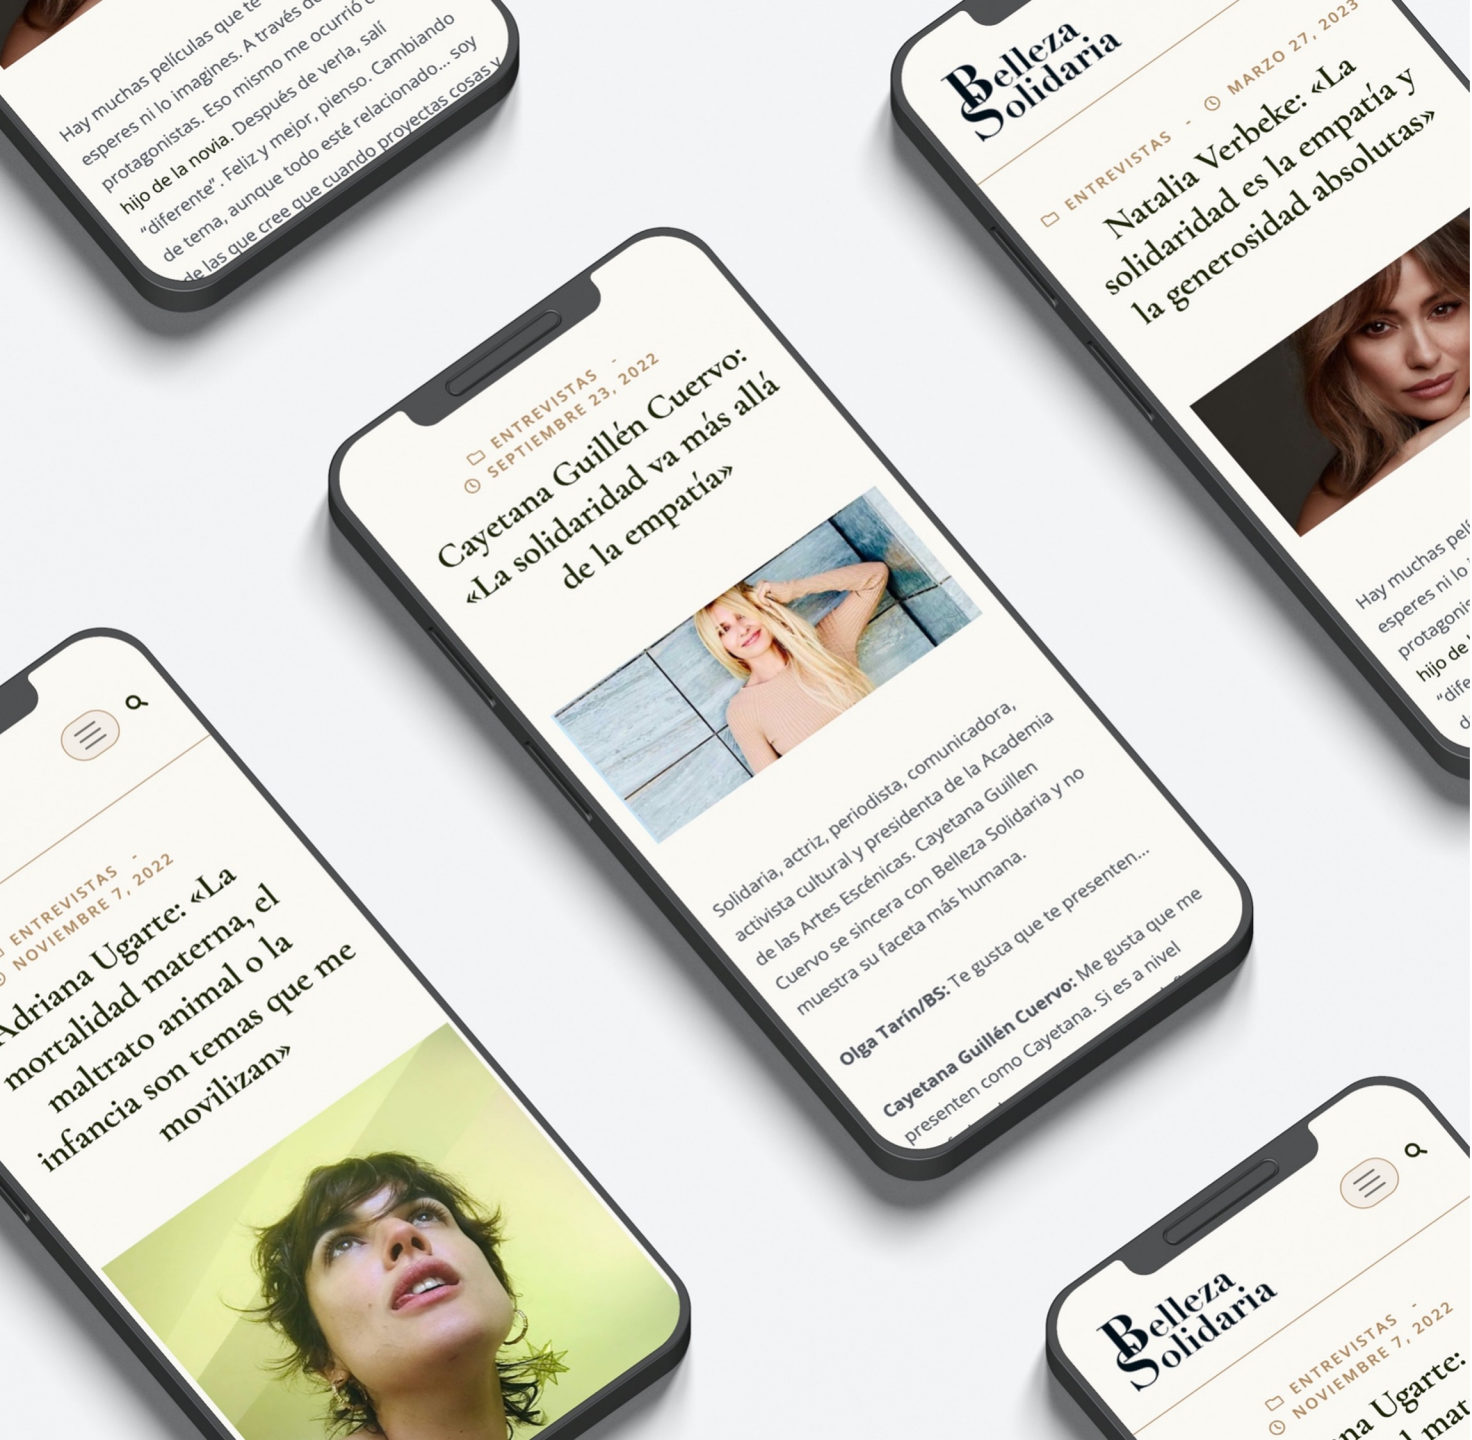 Hay muchas películas que te
esperes ni lo imagines. A través de
protagonistas. Eso mismo me ocurrió
hijo de la novia. Después de verla, salí
“diferente”. Feliz y mejor, pienso. Cambiando
de tema, aunque todo esté relacionado... soy
de las que cree que cuando proyectas cosas y
Belleza
Solidaria
ENTREVISTAS - MARZO 27, 2023
Natalia Verbeke: «La
solidaridad es la empatía y
la generosidad absolutas»
Hay muchas pelí
esperes ni lo
protagonis
hijo de la
“dife
d
ENTREVISTAS -
SEPTIEMBRE 23, 2022
Cayetana Guillén Cuervo:
«La solidaridad va más allá
de la empatía»
Solidaria, actriz, periodista, comunicadora,
activista cultural y presidenta de la Academia
de las Artes Escénicas. Cayetana Guillen
Cuervo se sincera con Belleza Solidaria y no
muestra su faceta más humana.
Olga Tarín/BS: Te gusta que te presenten...
Cayetana Guillén Cuervo: Me gusta que me
presenten como Cayetana. Si es a nivel
ENTREVISTAS -
NOVIEMBRE 7, 2022
Adriana Ugarte: «La
mortalidad materna, el
maltrato animal o la
infancia son temas que me
movilizan»
Belleza
Solidaria
ENTREVISTAS -
NOVIEMBRE 7, 2022
na Ugarte:
l mat